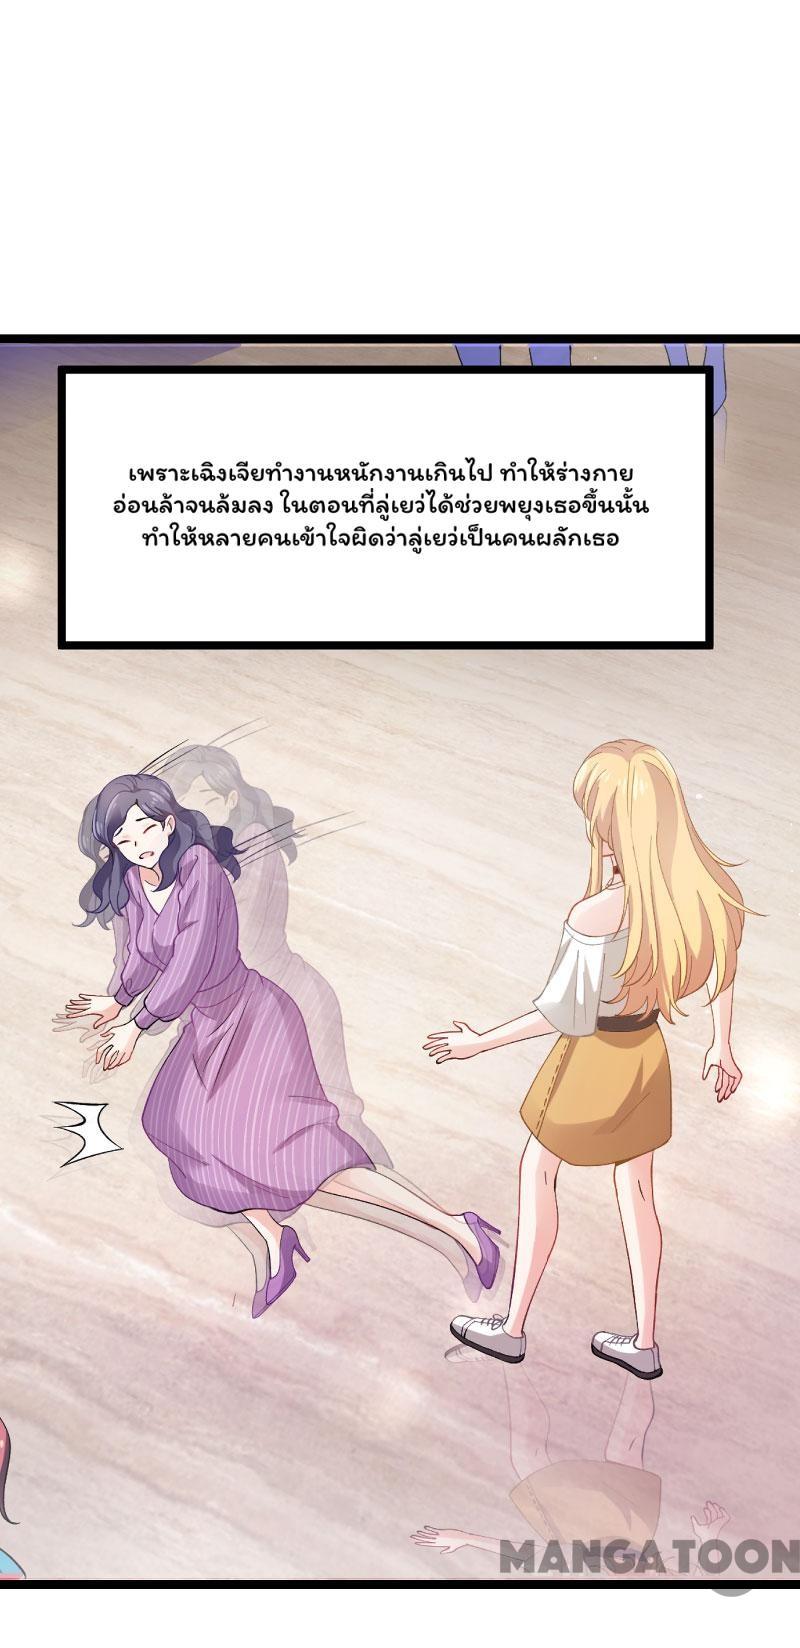 เพราะเฉิงเจียทำงานหนักงานเกินไป ทำให้ร่างกาย
อ่อนล้าจนล้มลง ในตอนที่ลู่เยว่ได้ช่วยพยุงเธอขึ้นนั้น
ทำให้หลายคนเข้าใจผิดว่าลู่เยว่เป็นคนผลักเธอ
MANGATOON